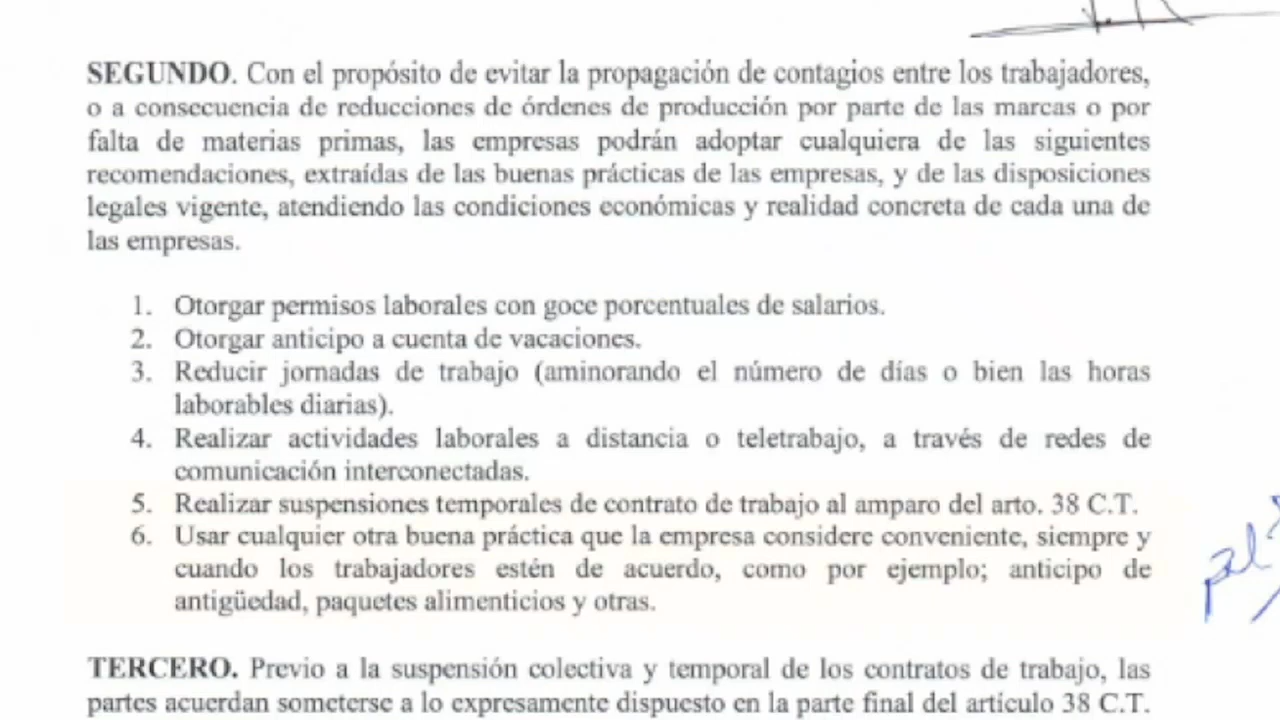 SEGUNDO. Con el propósito de evitar la propagación de contagios entre los trabajadores,
o a consecuencia de reducciones de órdenes de producción por parte de las marcas o por
falta de materias primas, las empresas podrán adoptar cualquiera de las siguientes
recomendaciones, extraídas de las buenas prácticas de las empresas, y de las disposiciones
legales vigente, atendiendo las condiciones económicas y realidad concreta de cada una de
las empresas.
1. Otorgar permisos laborales con goce porcentuales de salarios.
2. Otorgar anticipo a cuenta de vacaciones.
3. Reducir jornadas de trabajo (aminorando el número de días o bien las horas
laborables diarias).
4. Realizar actividades laborales a distancia o teletrabajo, a través de redes de
comunicación interconectadas.
5. Realizar suspensiones temporales de contrato de trabajo al amparo del arto. 38 C.T.
6. Usar cualquier otra buena práctica que la empresa considere conveniente, siempre y
cuando los trabajadores estén de acuerdo, como por ejemplo; anticipo de
antigüedad, paquetes alimenticios y otras.
TERCERO. Previo a la suspensión colectiva y temporal de los contratos de trabajo, las
partes acuerdan someterse a lo expresamente dispuesto en la parte final del artículo 38 C.T.